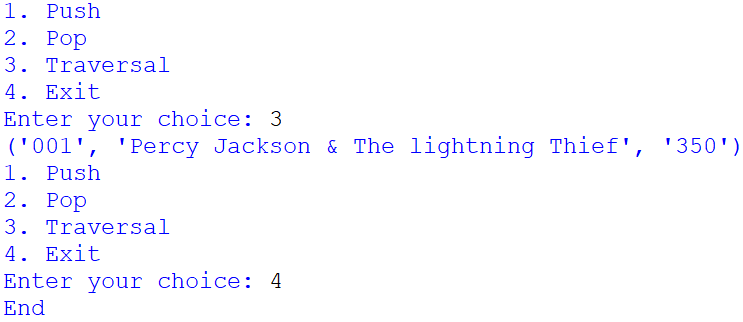 1. Push
2. Pop
3. Traversal
4. Exit
Enter your choice: 3
('001', 'Percy Jackson & The lightning Thief', '350')
1. Push
2. Pop
3. Traversal
4. Exit
Enter your choice: 4
End